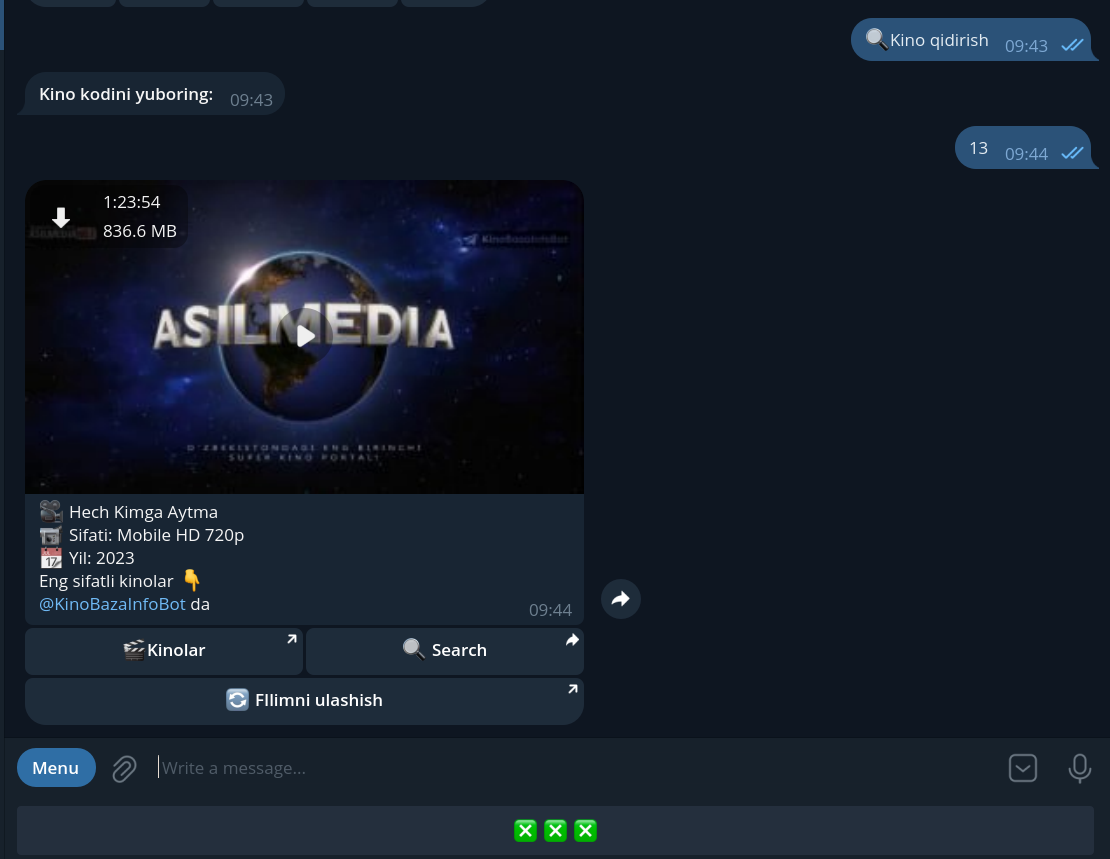 🔍Kino qidirish 09:43
Kino kodini yuboring: 09:43
13 09:44
1:23:54
836.6 MB
KinoBazaInfoBot
ASILMEDIA
O'ZBEKISTONDAGI ENG BIRINCHI
SUPER KINO PORTALI
🎥 Hech Kimga Aytma
📹 Sifati: Mobile HD 720p
📆 Yil: 2023
Eng sifatli kinolar 👇
@KinoBazaInfoBot da
09:44
🎬Kinolar
🔍 Search
🔄 FIlimni ulashish
Menu
Write a message...
❎ ❎ ❎